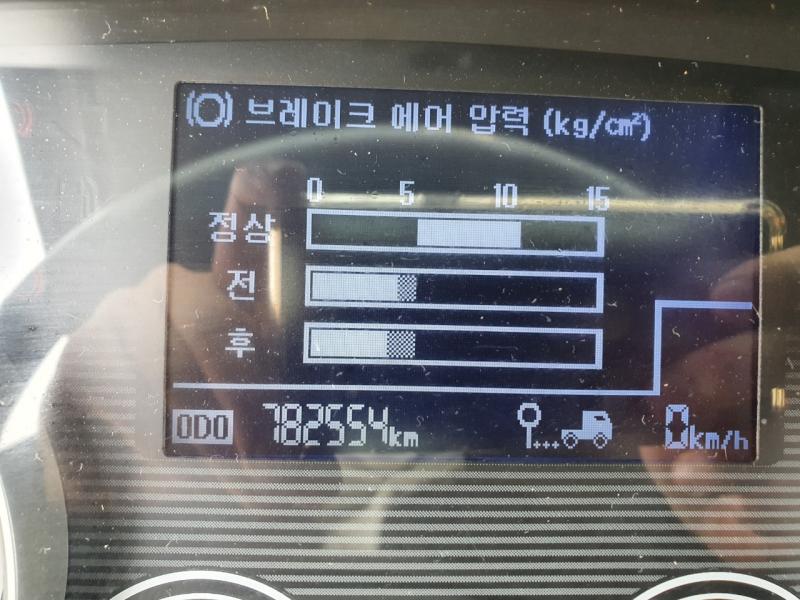 브레이크 에어 압력 (kg/cm²)
0 5 10 15
정상
전
후
ODO 782554km 0km/h